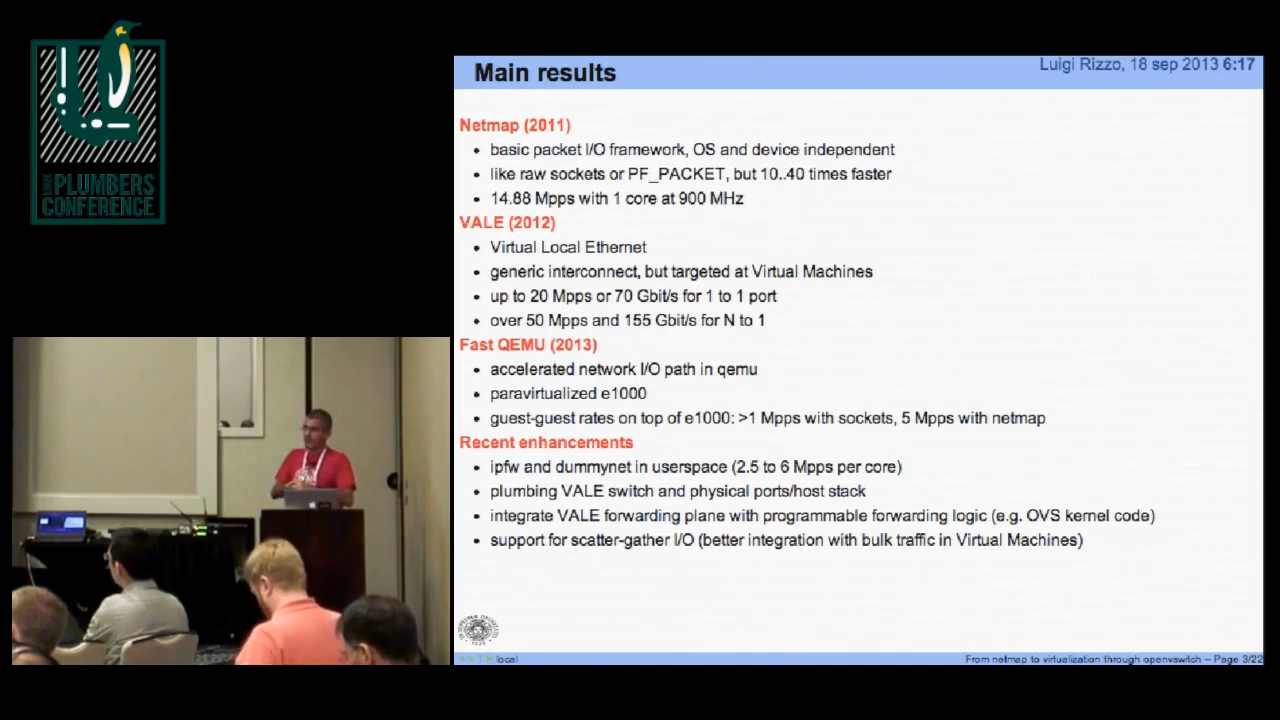 LINUX
PLUMBERS
CONFERENCE
Main results
Luigi Rizzo, 18 sep 2013 6:17
Netmap (2011)
• basic packet I/O framework, OS and device independent
• like raw sockets or PF_PACKET, but 10..40 times faster
• 14.88 Mpps with 1 core at 900 MHz
VALE (2012)
• Virtual Local Ethernet
• generic interconnect, but targeted at Virtual Machines
• up to 20 Mpps or 70 Gbit/s for 1 to 1 port
• over 50 Mpps and 155 Gbit/s for N to 1
Fast QEMU (2013)
• accelerated network I/O path in qemu
• paravirtualized e1000
• guest-guest rates on top of e1000: >1 Mpps with sockets, 5 Mpps with netmap
Recent enhancements
• ipfw and dummynet in userspace (2.5 to 6 Mpps per core)
• plumbing VALE switch and physical ports/host stack
• integrate VALE forwarding plane with programmable forwarding logic (e.g. OVS kernel code)
• support for scatter-gather I/O (better integration with bulk traffic in Virtual Machines)
local
From netmap to virtualization through openvswitch – Page 3/22